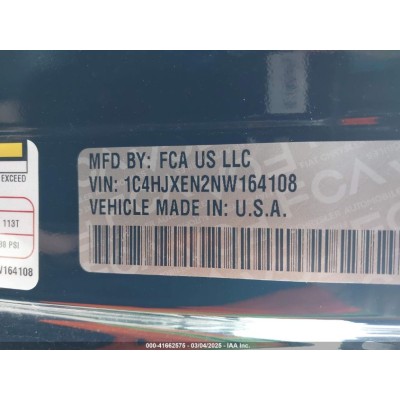 MFD BY: FCA US LLC
VIN: 1C4HJXEN2NW164108
VEHICLE MADE IN: U.S.A.
EXCEED
113T
PSI
W164108
000-41662575 - 03/04/2025 - IAA Inc.